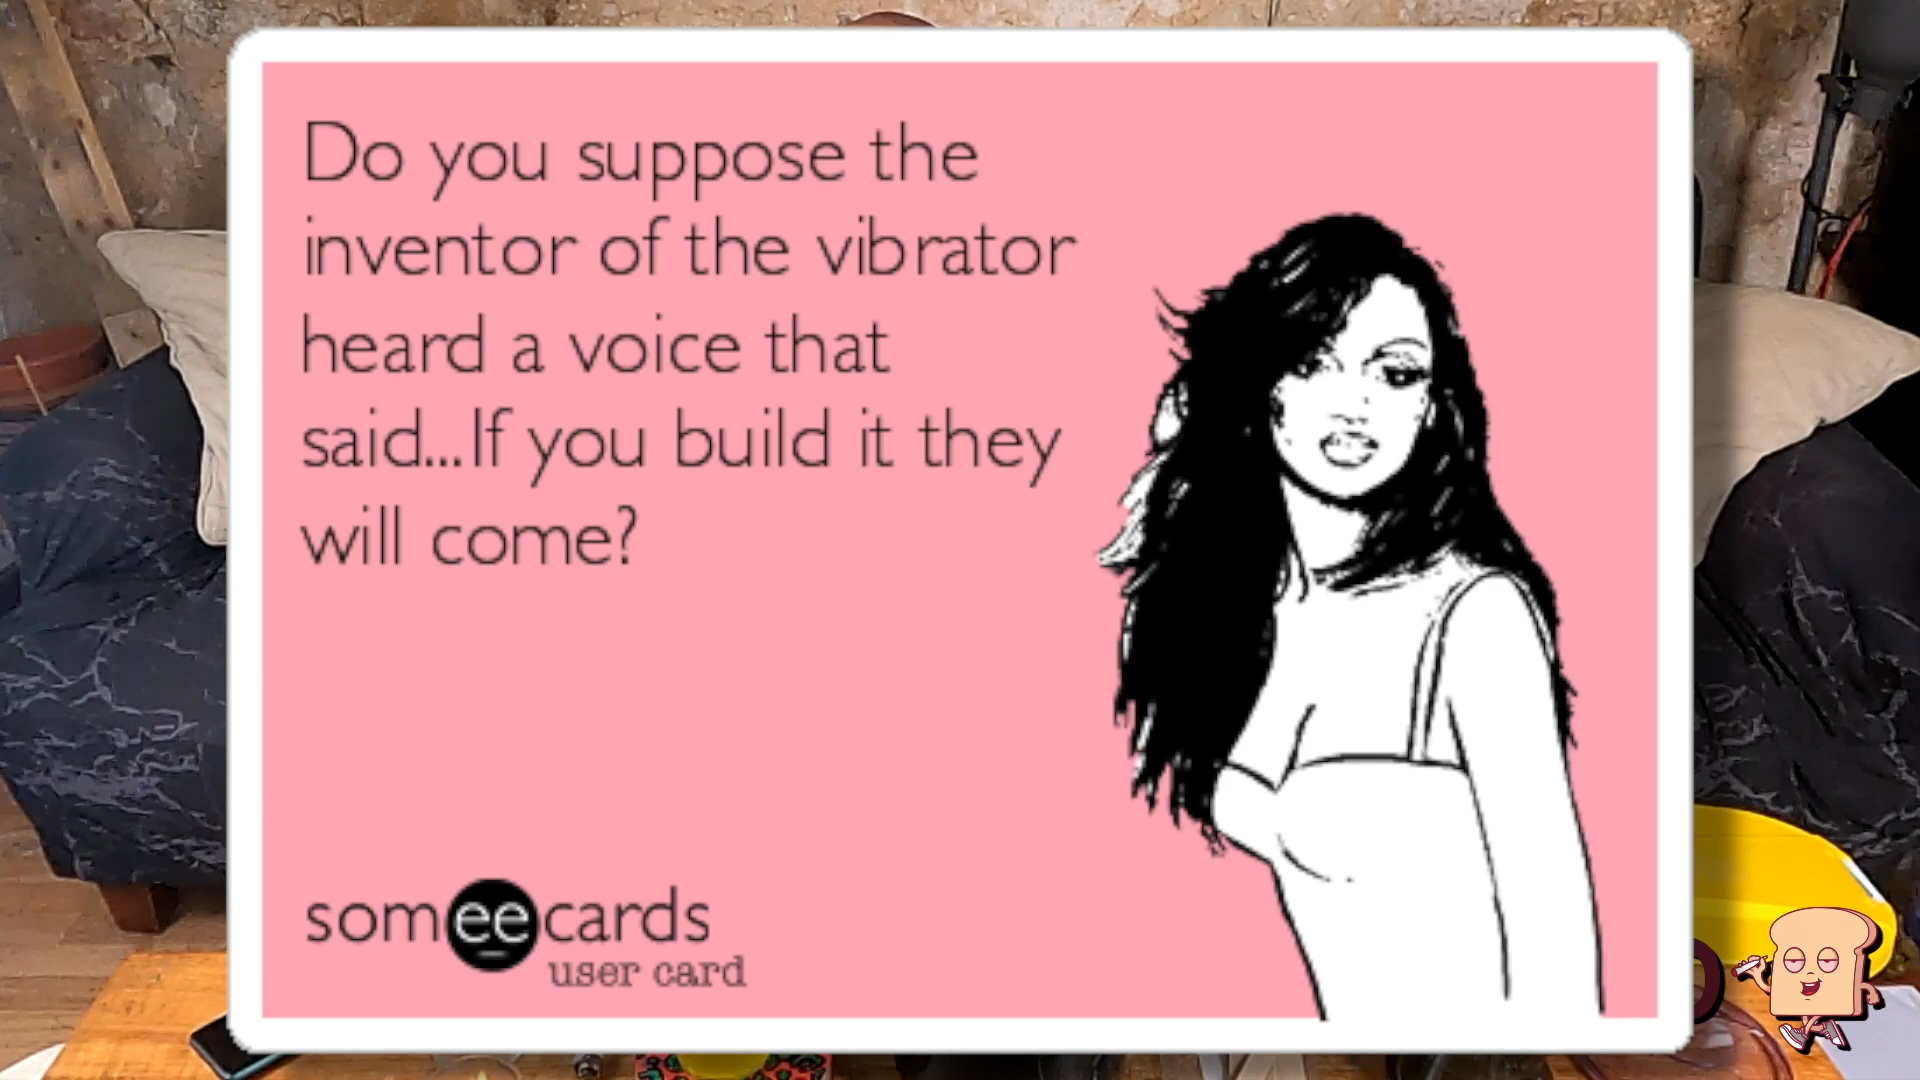 Do you suppose the
inventor of the vibrator
heard a voice that
said...If you build it they
will come?
someecards
user card